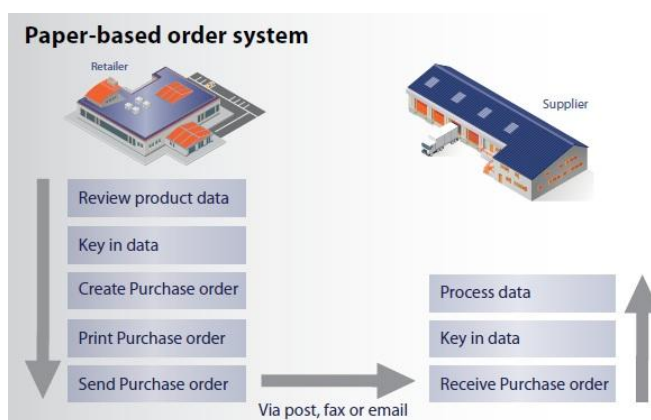 Paper-based order system
Retailer
Supplier
Review product data
Key in data
Create Purchase order
Print Purchase order
Send Purchase order
Via post, fax or email
Process data
Key in data
Receive Purchase order